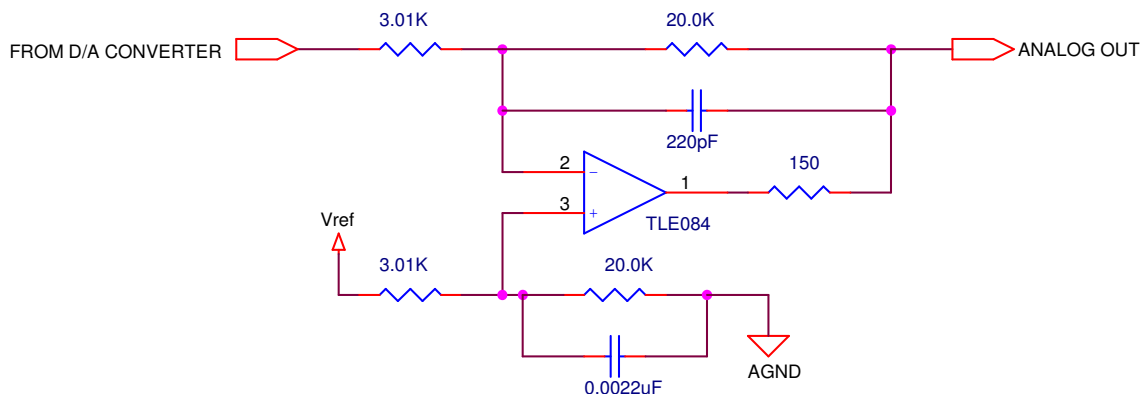 3.01K
20.0K
FROM D/A CONVERTER
ANALOG OUT
220pF
150
2
−
1
3
+
TLE084
Vref
3.01K
20.0K
AGND
0.0022uF